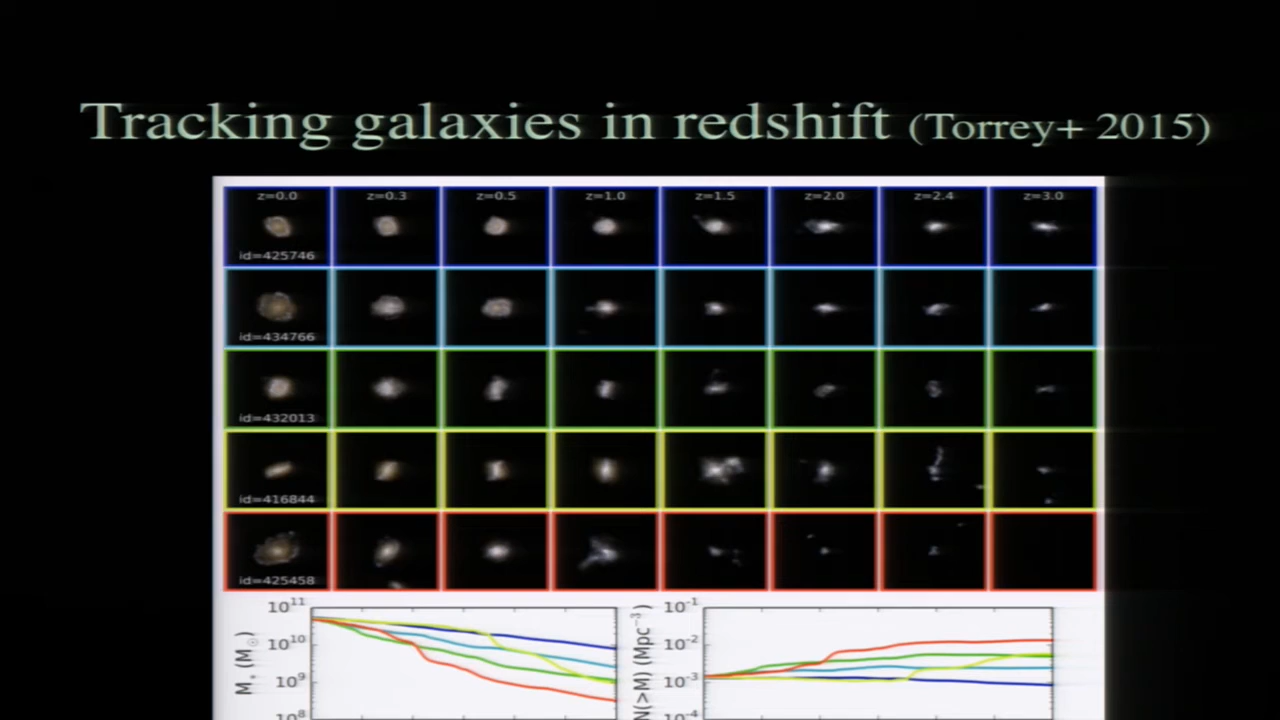 Tracking galaxies in redshift (Torrey+ 2015)
z=0.0 z=0.3 z=0.5 z=1.0 z=1.5 z=2.0 z=2.4 z=3.0
id=425746
id=434766
id=432013
id=416844
id=425458
10¹¹
10¹⁰
10⁹
10⁸
M⋆ (M☉)
10⁻¹
10⁻²
10⁻³
10⁻⁴
N(>M) (Mpc⁻³)